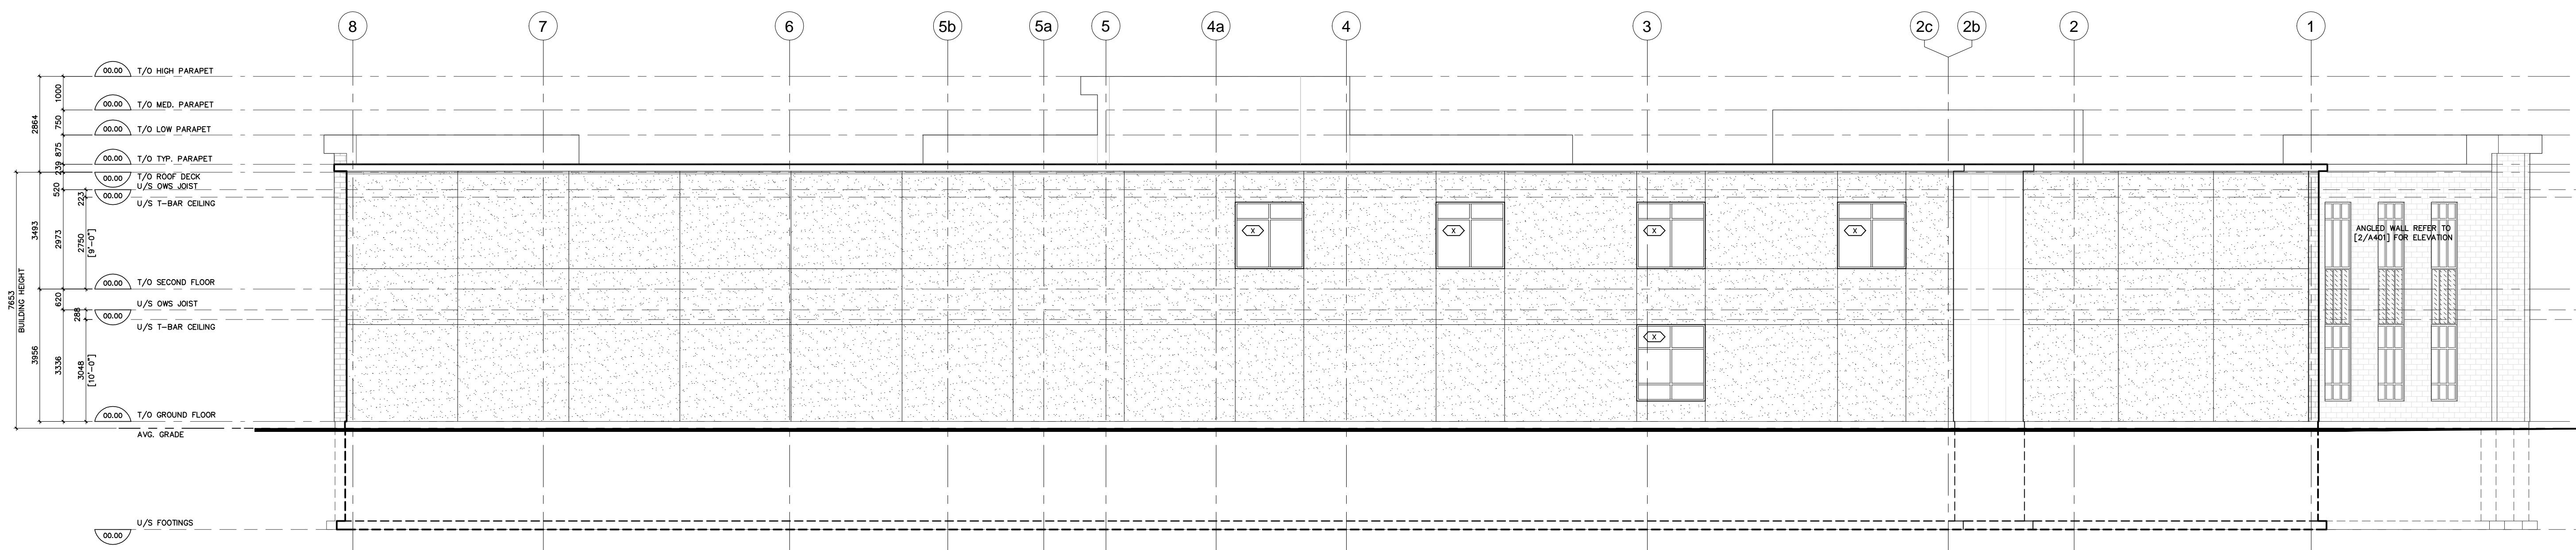 8 7 6 5b 5a 5 4a 4 3 2c 2b 2 1
00.00 T/O HIGH PARAPET
1000
00.00 T/O MED. PARAPET
2864
750
00.00 T/O LOW PARAPET
875
00.00 T/O TYP. PARAPET
239
00.00 T/O ROOF DECK
520
U/S OWS JOIST
00.00
223
U/S T-BAR CEILING
X X X X
ANGLED WALL REFER TO
[2/A401] FOR ELEVATION
3493
2973
2750
[9'-0"]
00.00 T/O SECOND FLOOR
7653
BUILDING HEIGHT
620
U/S OWS JOIST
288
00.00
U/S T-BAR CEILING
X
3956
3336
3048
[10'-0"]
00.00 T/O GROUND FLOOR
AVG. GRADE
U/S FOOTINGS
00.00